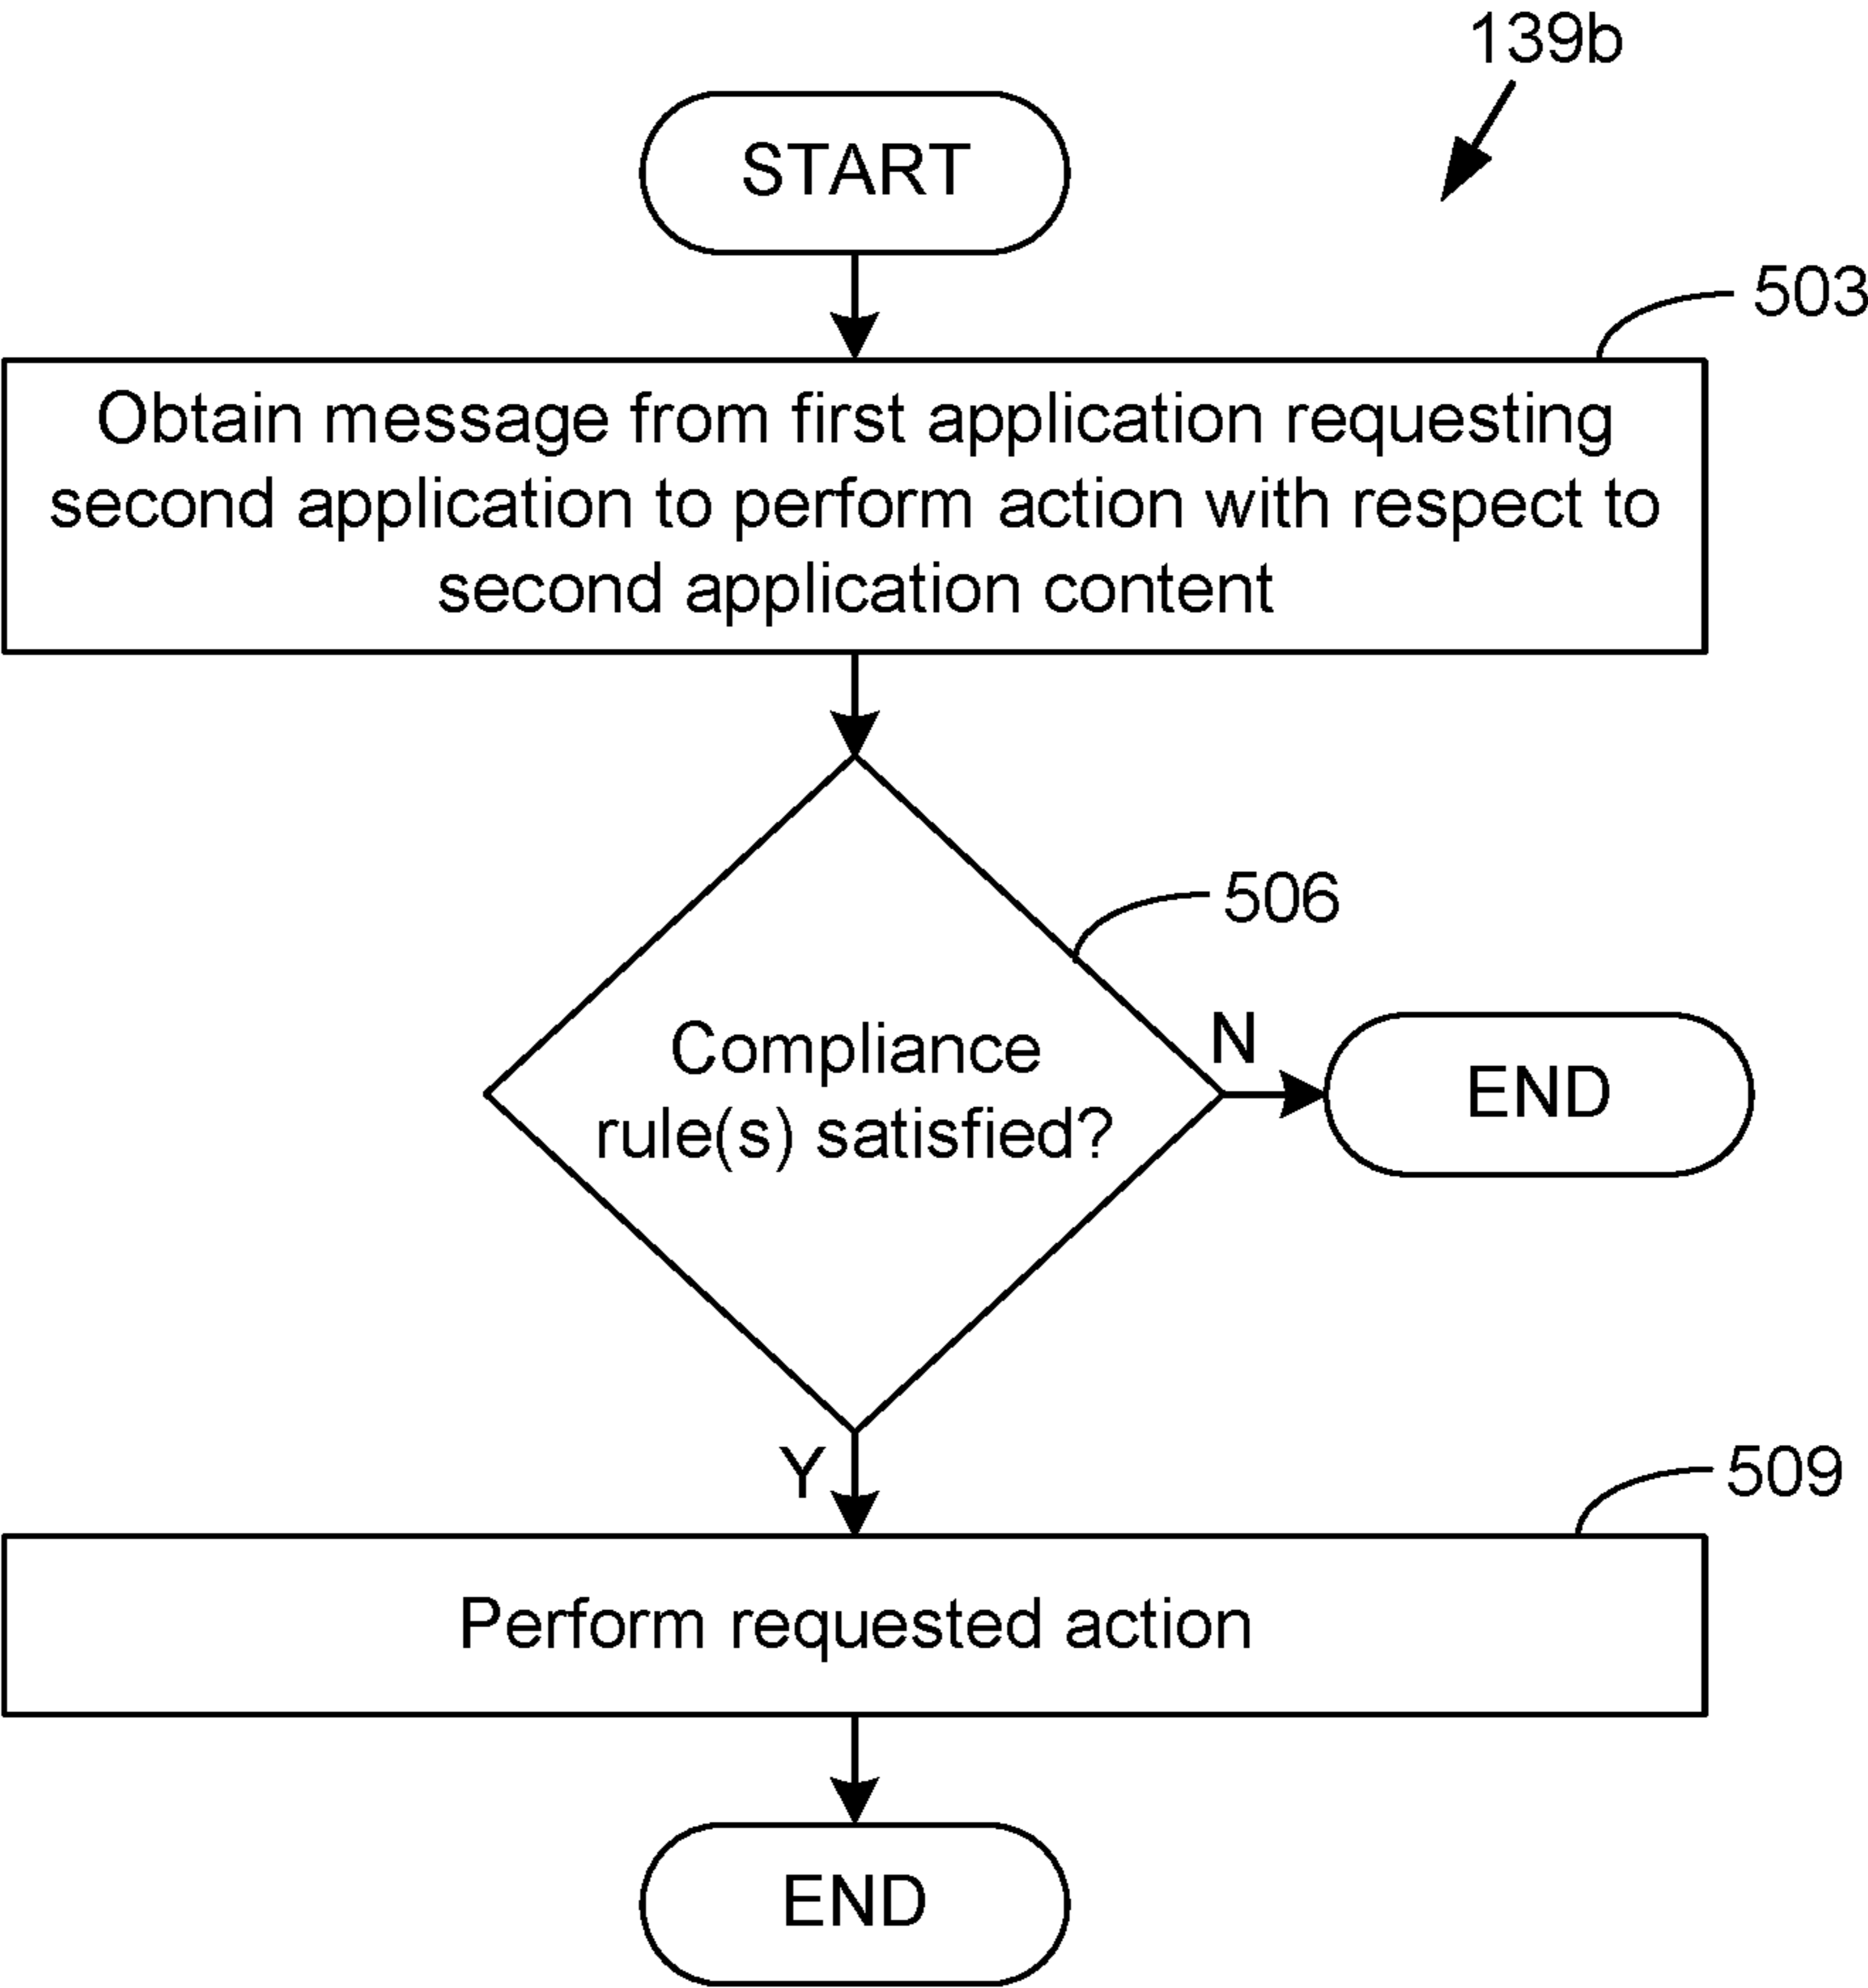 139b
START
503
Obtain message from first application requesting
second application to perform action with respect to
second application content
506
Compliance
rule(s) satisfied?
N
END
Y
509
Perform requested action
END